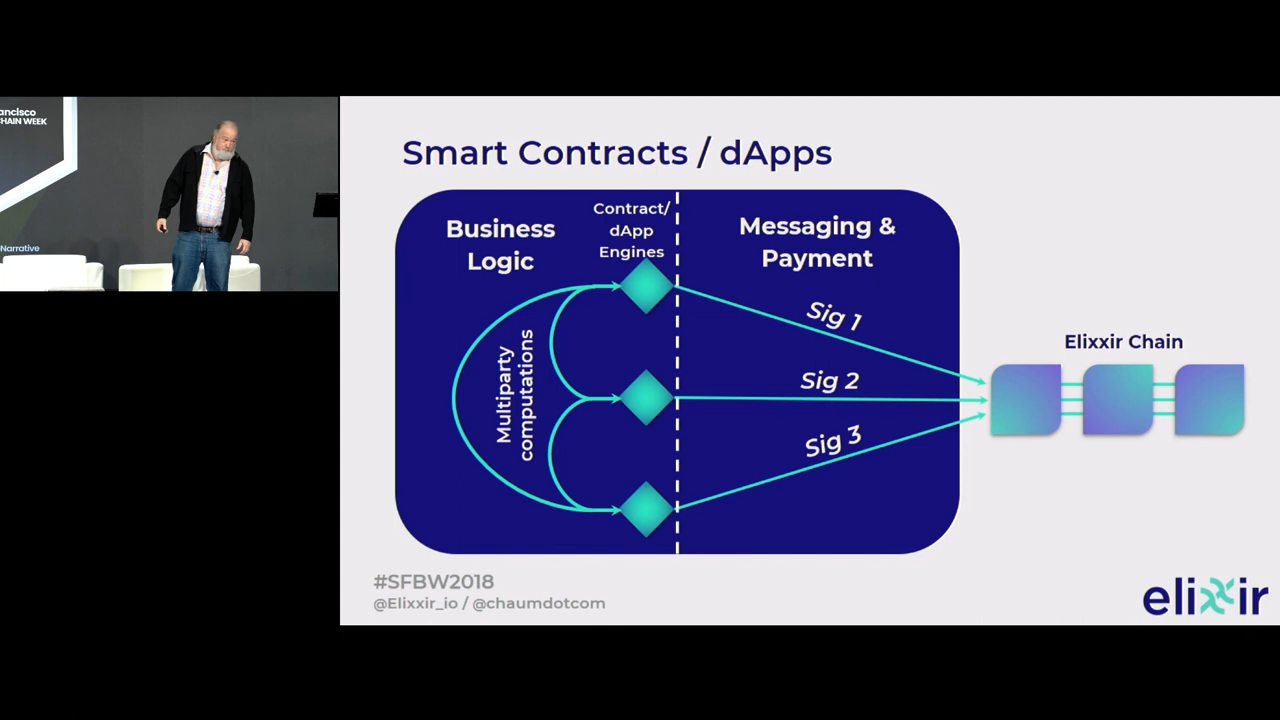 ancisco
HAIN WEEK
Narrative
Smart Contracts / dApps
Business
Logic
Contract/
dApp
Engines
Messaging &
Payment
Multiparty
computations
Sig 1
Sig 2
Sig 3
Elixxir Chain
#SFBW2018
@Elixxir_io / @chaumdotcom
elixxir